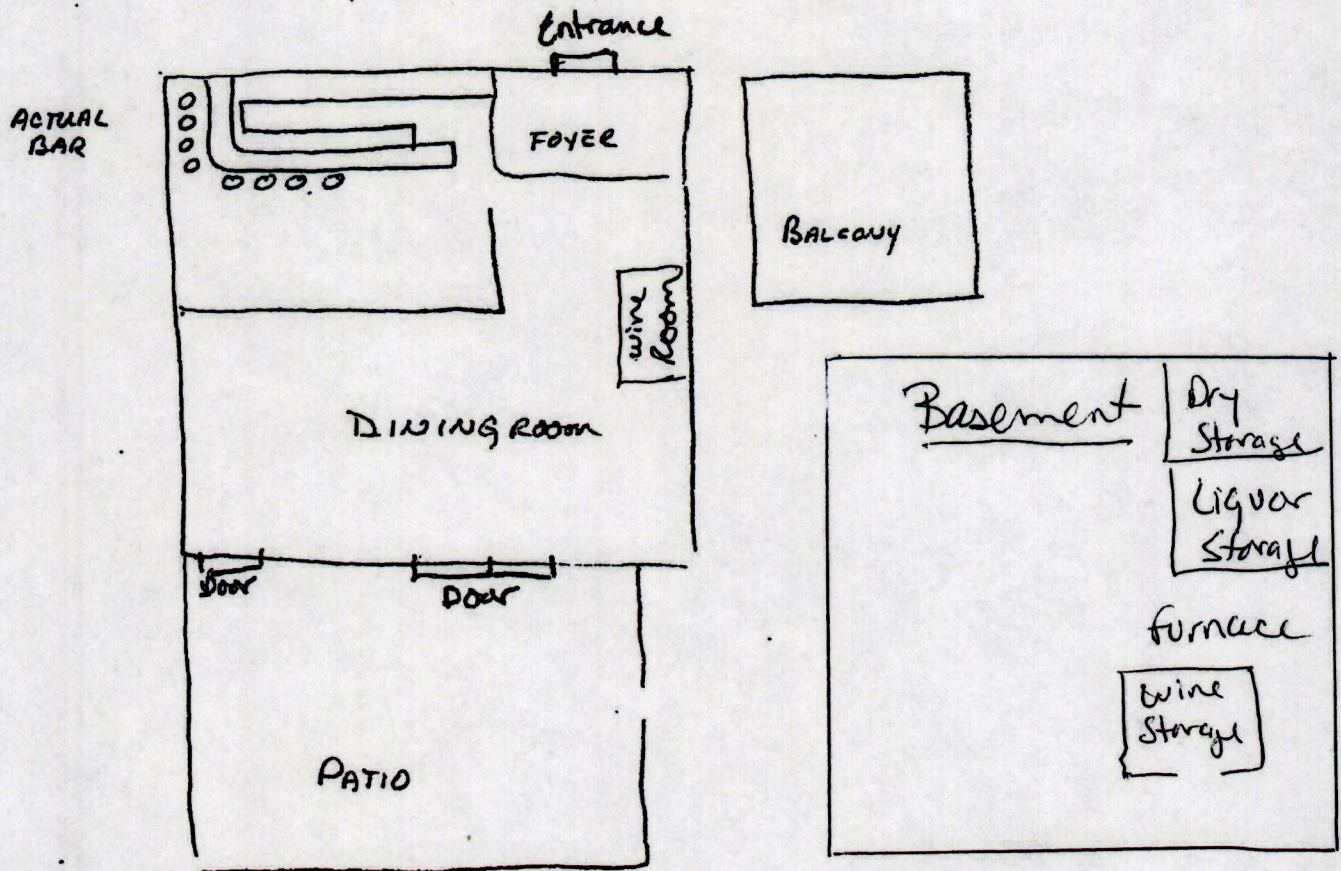 Entrance
ACTUAL
BAR
FOYER
BALCONY
wine
Room
DINING ROOM
Basement
Dry
Storage
Liquor
Storage
furnace
wine
Storage
Door
Door
PATIO